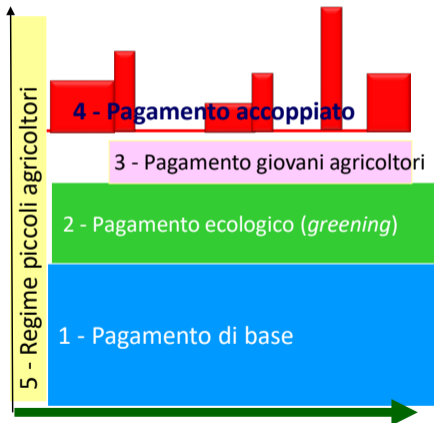 4 - Pagamento accoppiato
3 - Pagamento giovani agricoltori
2 - Pagamento ecologico (greening)
1 - Pagamento di base
5 - Regime piccoli agricoltori